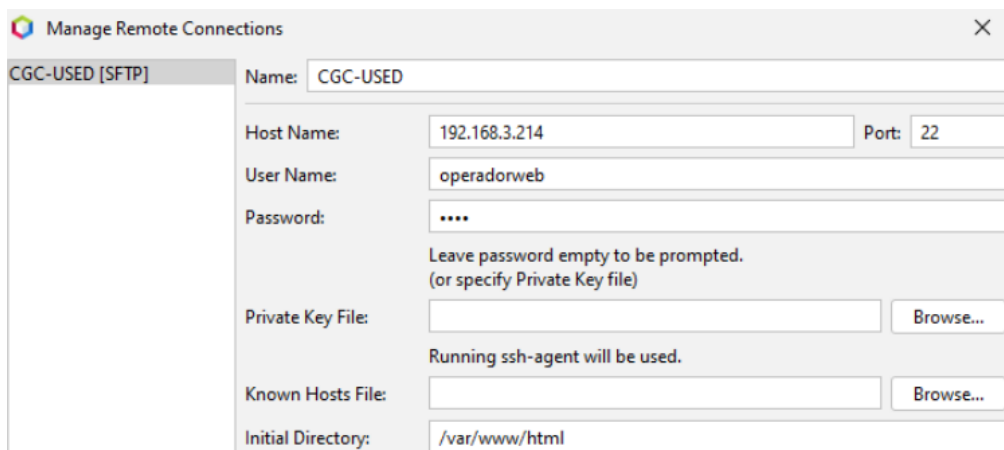 Manage Remote Connections
CGC-USED [SFTP]
Name: CGC-USED
Host Name: 192.168.3.214 Port: 22
User Name: operadorweb
Password: ••••
Leave password empty to be prompted.
(or specify Private Key file)
Private Key File: Browse...
Running ssh-agent will be used.
Known Hosts File: Browse...
Initial Directory: /var/www/html